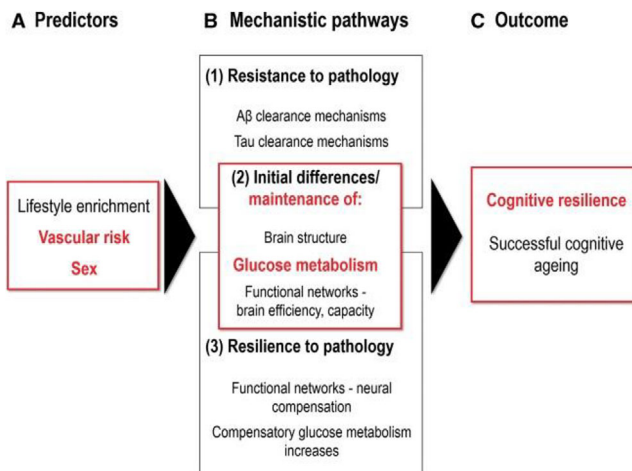 A Predictors
B Mechanistic pathways
C Outcome
(1) Resistance to pathology
Aβ clearance mechanisms
Tau clearance mechanisms
(2) Initial differences/
maintenance of:
Brain structure
Glucose metabolism
Functional networks -
brain efficiency, capacity
(3) Resilience to pathology
Functional networks - neural
compensation
Compensatory glucose metabolism
increases
Lifestyle enrichment
Vascular risk
Sex
Cognitive resilience
Successful cognitive
ageing